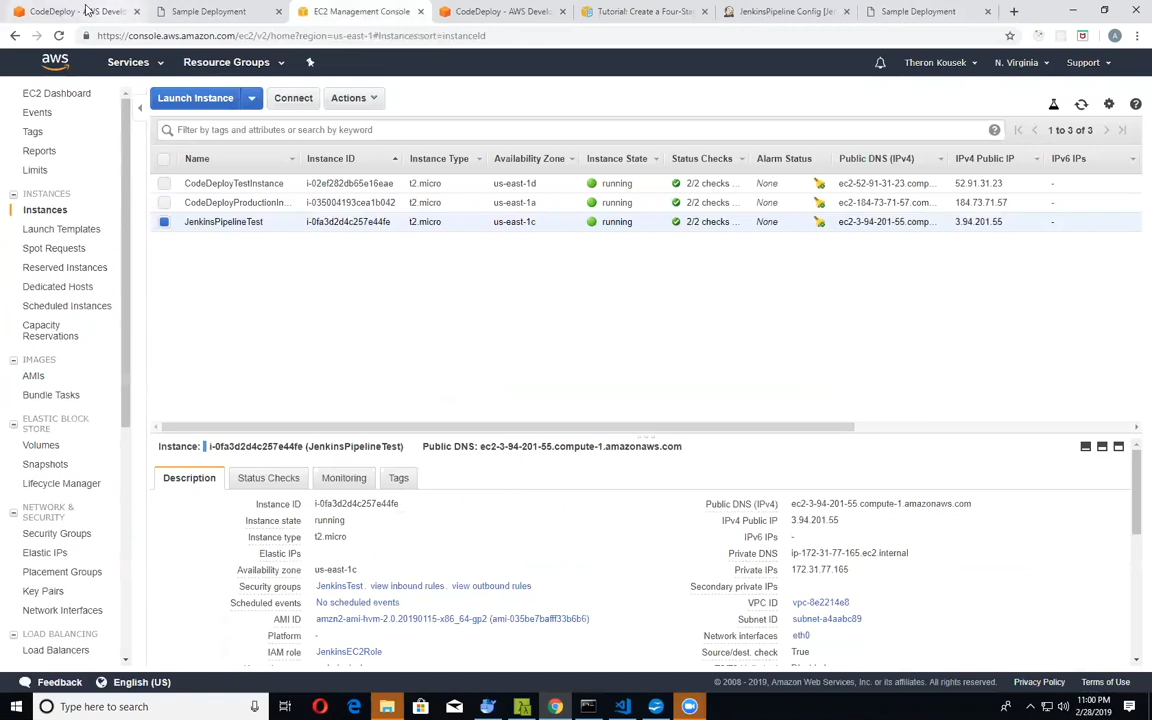 CodeDeploy - AWS Develo
Sample Deployment
EC2 Management Console
CodeDeploy - AWS Develo
Tutorial: Create a Four-Sta
JenkinsPipeline Config [Je
Sample Deployment
https://console.aws.amazon.com/ec2/v2/home?region=us-east-1#Instances:sort=instanceId
aws
Services
Resource Groups
Theron Kousek
N. Virginia
Support
EC2 Dashboard
Events
Tags
Reports
Limits
INSTANCES
Instances
Launch Templates
Spot Requests
Reserved Instances
Dedicated Hosts
Scheduled Instances
Capacity
Reservations
IMAGES
AMIs
Bundle Tasks
ELASTIC BLOCK
STORE
Volumes
Snapshots
Lifecycle Manager
NETWORK &
SECURITY
Security Groups
Elastic IPs
Placement Groups
Key Pairs
Network Interfaces
LOAD BALANCING
Load Balancers
Launch Instance
Connect
Actions
Filter by tags and attributes or search by keyword
1 to 3 of 3
Name Instance ID Instance Type Availability Zone Instance State Status Checks Alarm Status Public DNS (IPv4) IPv4 Public IP IPv6 IPs
CodeDeployTestInstance i-02ef282db65e16eae t2.micro us-east-1d running 2/2 checks ... None ec2-52-91-31-23.comp... 52.91.31.23 -
CodeDeployProductionIn... i-035004193cea1b042 t2.micro us-east-1a running 2/2 checks ... None ec2-184-73-71-57.com... 184.73.71.57 -
JenkinsPipelineTest i-0fa3d2d4c257e44fe t2.micro us-east-1c running 2/2 checks ... None ec2-3-94-201-55.comp... 3.94.201.55 -
Instance: i-0fa3d2d4c257e44fe (JenkinsPipelineTest) Public DNS: ec2-3-94-201-55.compute-1.amazonaws.com
Description
Status Checks
Monitoring
Tags
Instance ID i-0fa3d2d4c257e44fe
Instance state running
Instance type t2.micro
Elastic IPs
Availability zone us-east-1c
Security groups JenkinsTest. view inbound rules. view outbound rules
Scheduled events No scheduled events
AMI ID amzn2-ami-hvm-2.0.20190115-x86_64-gp2 (ami-035be7bafff33b6b6)
Platform -
IAM role JenkinsEC2Role
Public DNS (IPv4) ec2-3-94-201-55.compute-1.amazonaws.com
IPv4 Public IP 3.94.201.55
IPv6 IPs -
Private DNS ip-172-31-77-165.ec2.internal
Private IPs 172.31.77.165
Secondary private IPs
VPC ID vpc-8e2214e8
Subnet ID subnet-a4aabc89
Network interfaces eth0
Source/dest. check True
Feedback
English (US)
© 2008 - 2019, Amazon Web Services, Inc. or its affiliates. All rights reserved.
Privacy Policy
Terms of Use
Type here to search
11:00 PM
2/28/2019